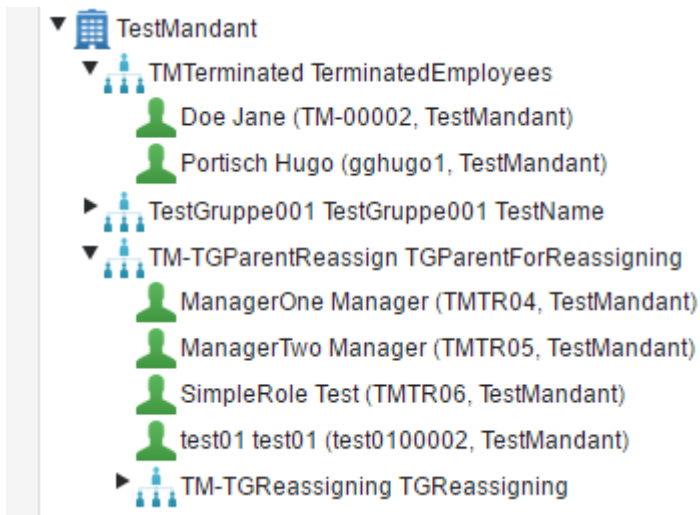 TestMandant
TMTerminated TerminatedEmployees
Doe Jane (TM-00002, TestMandant)
Portisch Hugo (gghugo1, TestMandant)
TestGruppe001 TestGruppe001 TestName
TM-TGParentReassign TGParentForReassigning
ManagerOne Manager (TMTR04, TestMandant)
ManagerTwo Manager (TMTR05, TestMandant)
SimpleRole Test (TMTR06, TestMandant)
test01 test01 (test0100002, TestMandant)
TM-TGReassigning TGReassigning